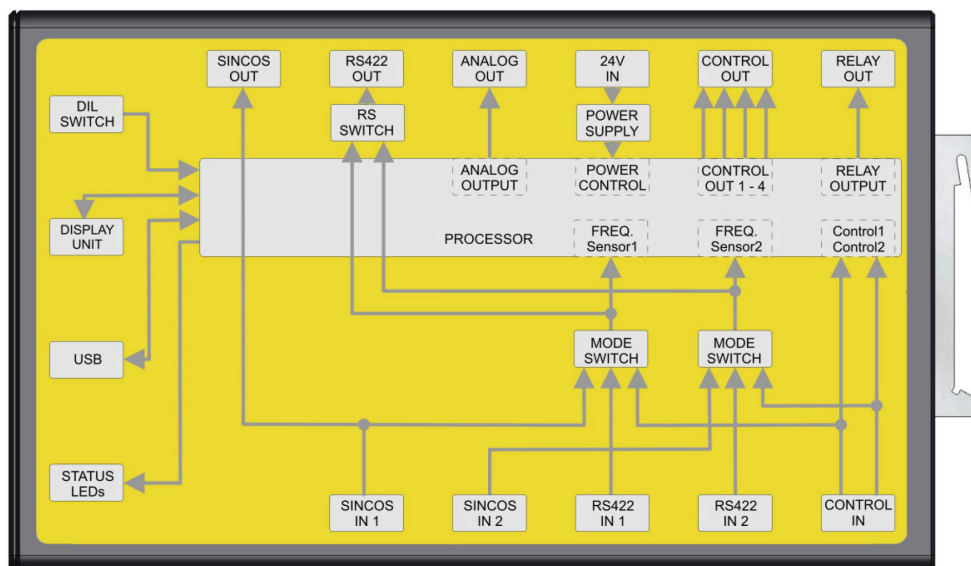 SINCOS
OUT
RS422
OUT
ANALOG
OUT
24V
IN
CONTROL
OUT
RELAY
OUT
DIL
SWITCH
RS
SWITCH
POWER
SUPPLY
ANALOG
OUTPUT
POWER
CONTROL
CONTROL
OUT 1 - 4
RELAY
OUTPUT
DISPLAY
UNIT
PROCESSOR
FREQ.
Sensor1
FREQ.
Sensor2
Control1
Control2
USB
MODE
SWITCH
MODE
SWITCH
STATUS
LEDs
SINCOS
IN 1
SINCOS
IN 2
RS422
IN 1
RS422
IN 2
CONTROL
IN